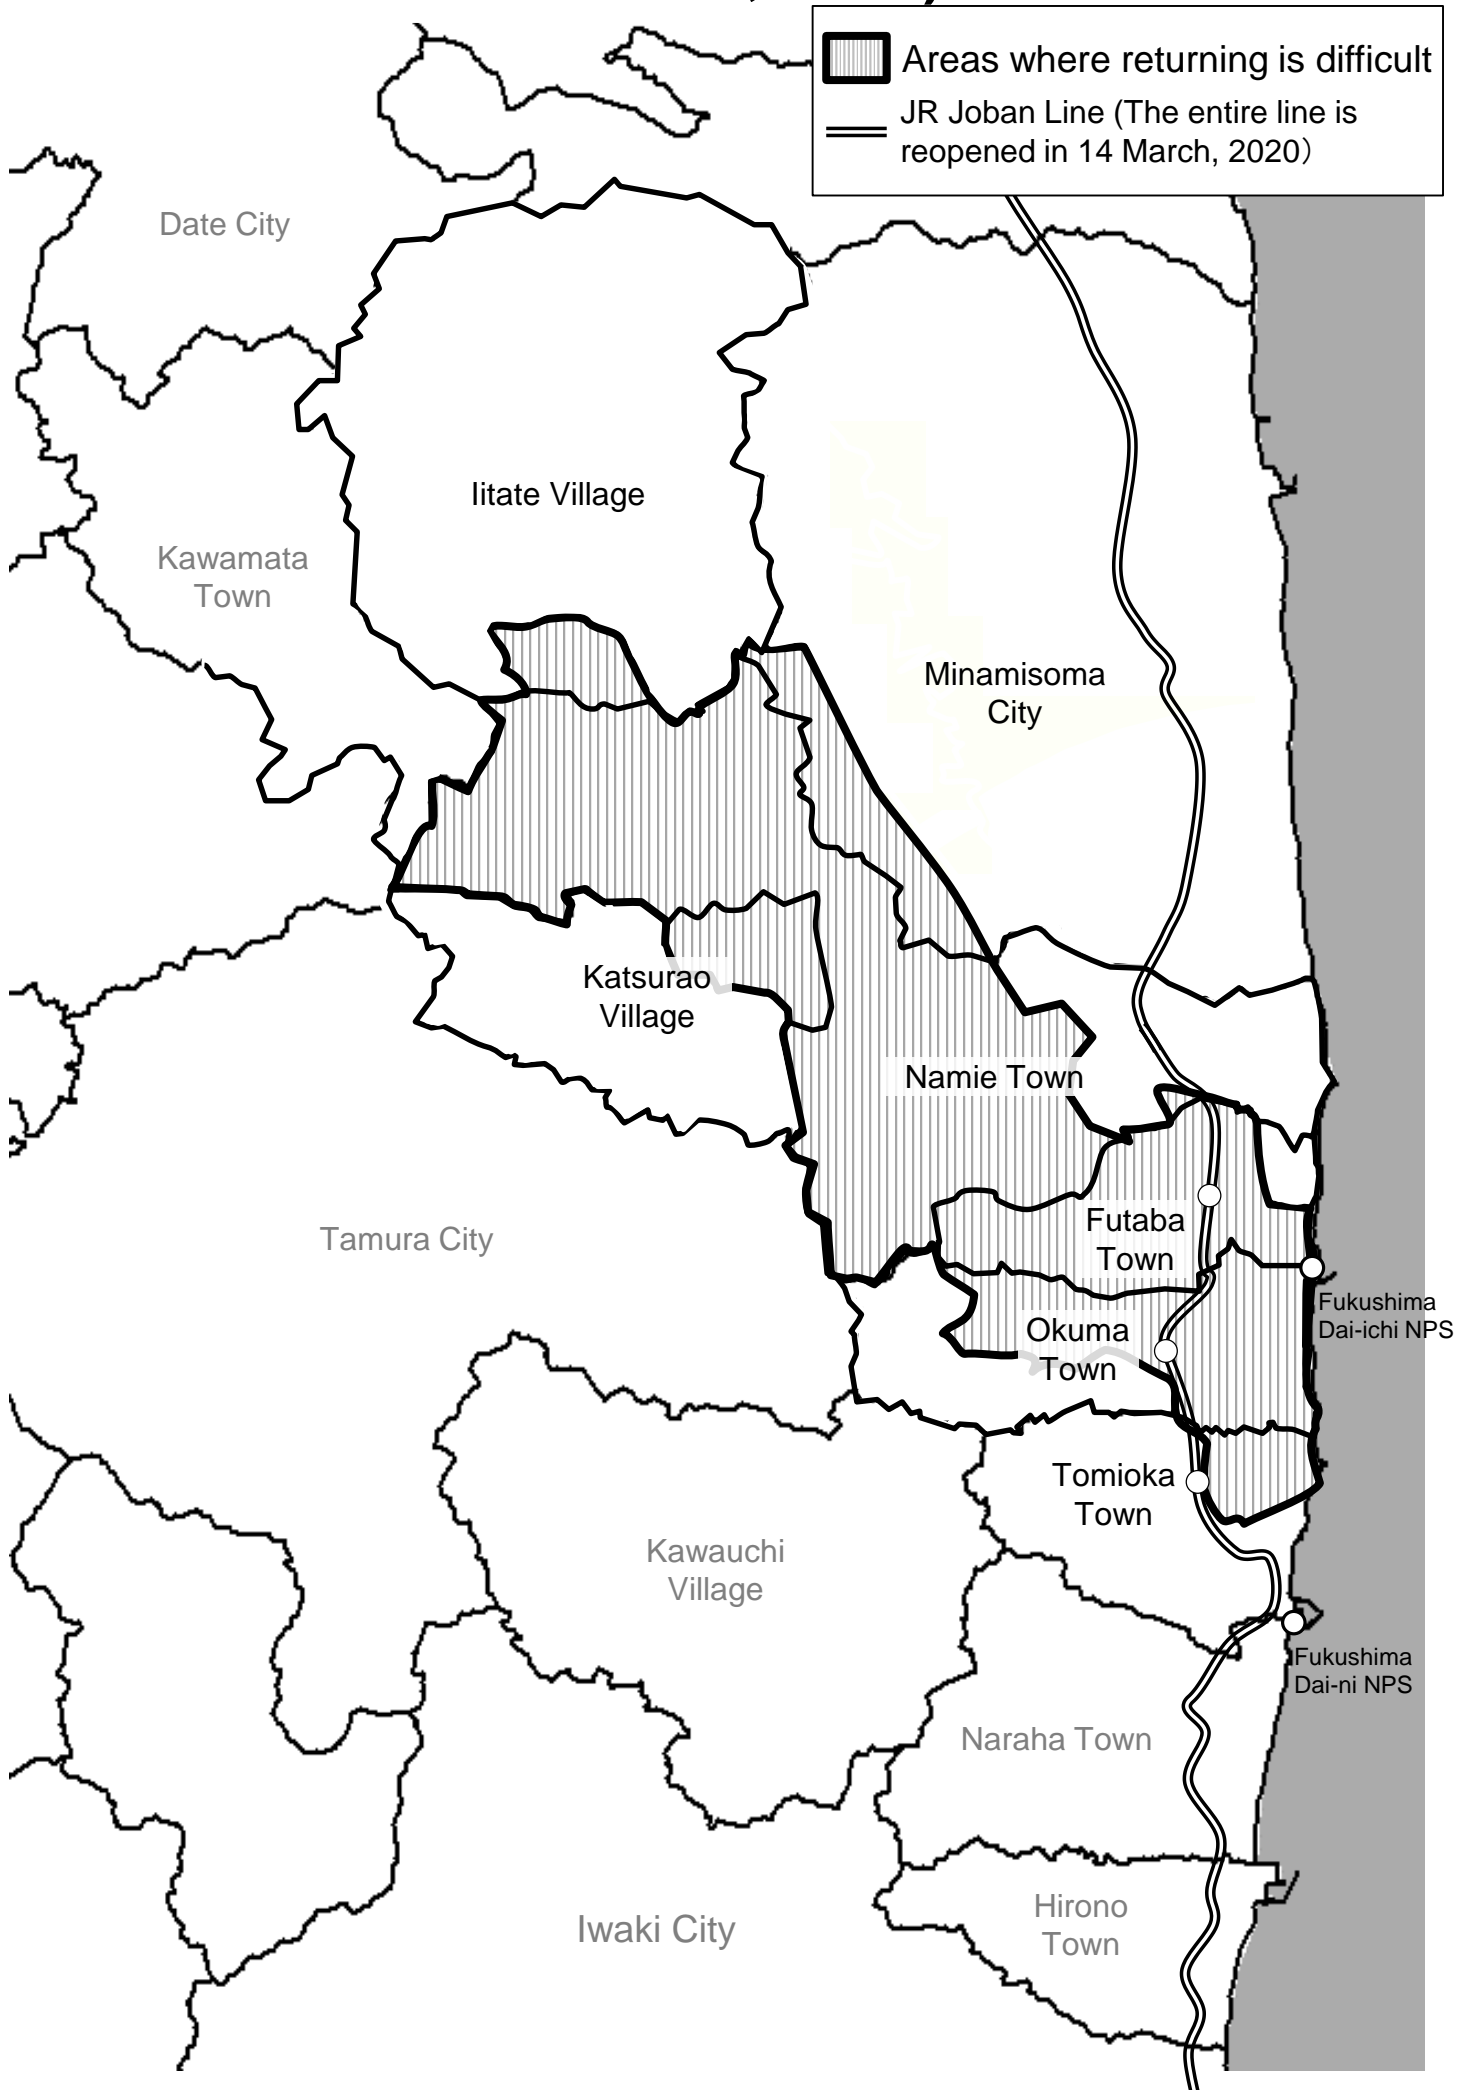 Areas where returning is difficult
JR Joban Line (The entire line is
reopened in 14 March, 2020)
Date City
Iitate Village
Kawamata
Town
Minamisoma
City
Katsurao
Village
Namie Town
Futaba
Town
Tamura City
Fukushima
Dai-ichi NPS
Okuma
Town
Tomioka
Town
Kawauchi
Village
Fukushima
Dai-ni NPS
Naraha Town
Hirono
Town
Iwaki City